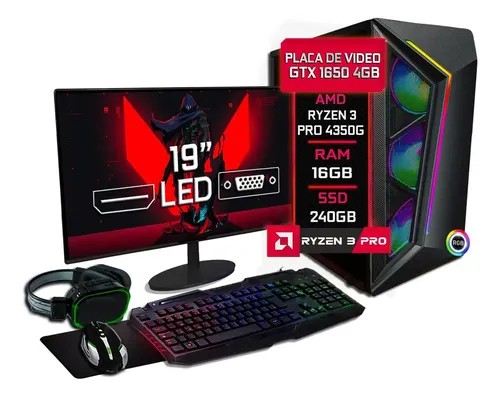 PLACA DE VIDEO
GTX 1650 4GB
AMD
RYZEN 3
PRO 4350G
RAM
16GB
SSD
240GB
RYZEN 3 PRO
19”
LED
RGB